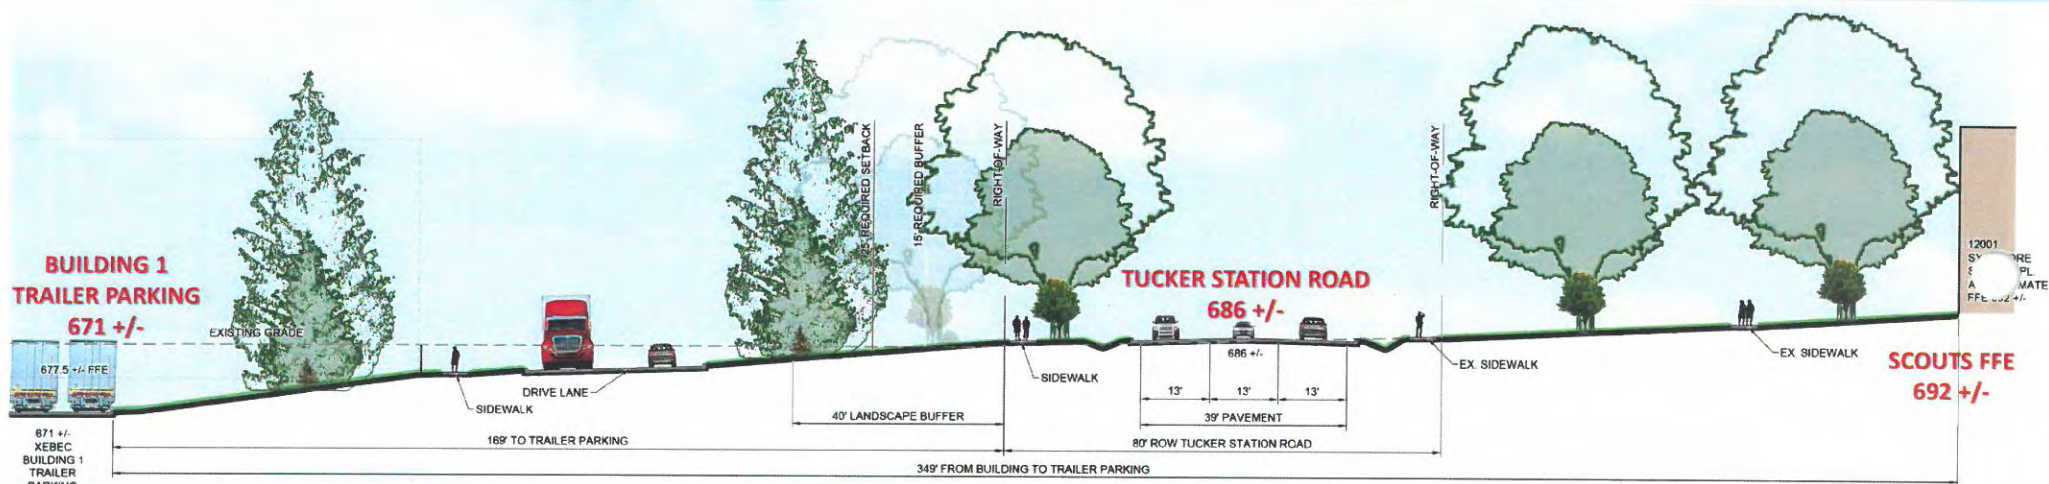 BUILDING 1
TRAILER PARKING
671 +/-
EXISTING GRADE
677.5 +/- FFE
671 +/-
XEBEC
BUILDING 1
TRAILER
PARKING
SIDEWALK
DRIVE LANE
25' REQUIRED SETBACK
15' REQUIRED BUFFER
RIGHT-OF-WAY
40' LANDSCAPE BUFFER
169' TO TRAILER PARKING
349' FROM BUILDING TO TRAILER PARKING
SIDEWALK
TUCKER STATION ROAD
686 +/-
686 +/-
13'
13'
13'
39' PAVEMENT
80' ROW TUCKER STATION ROAD
RIGHT-OF-WAY
EX. SIDEWALK
EX. SIDEWALK
12001
PL.
FFE
+/-
SCOUTS FFE
692 +/-